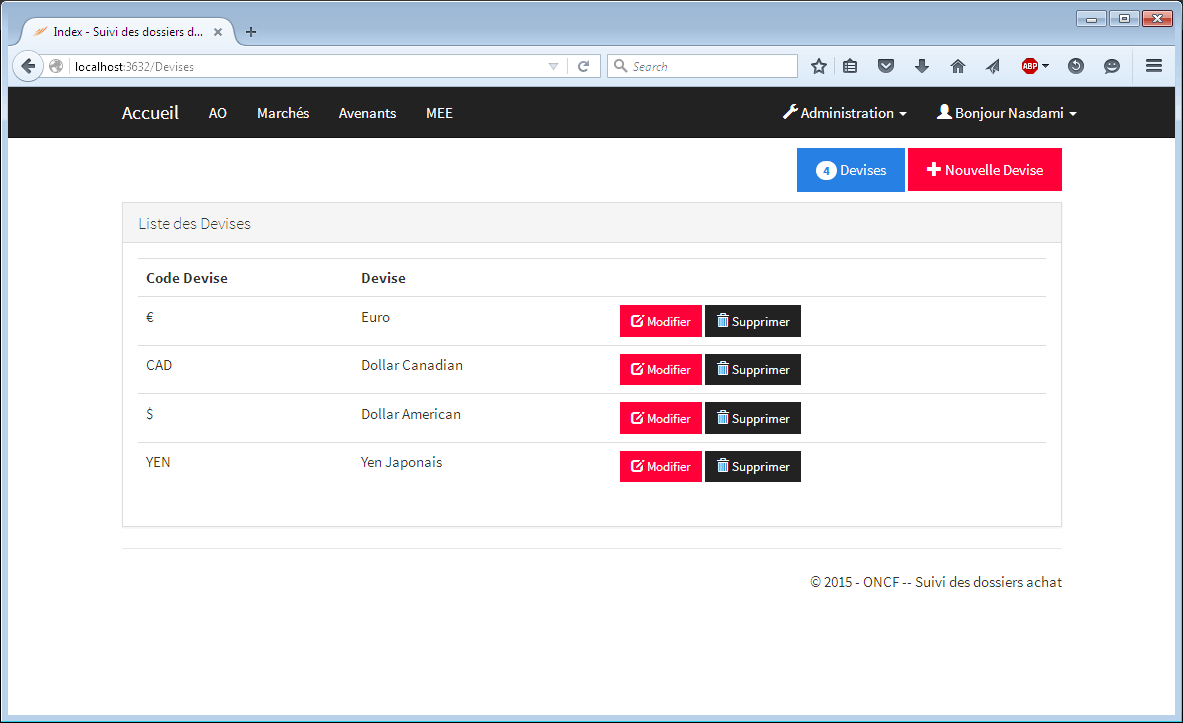 Index - Suivi des dossiers d...
localhost:3632/Devises
Search
ABP
Accueil AO Marchés Avenants MEE Administration Bonjour Nasdami
4 Devises Nouvelle Devise
Liste des Devises
Code Devise Devise
€ Euro Modifier Supprimer
CAD Dollar Canadian Modifier Supprimer
$ Dollar American Modifier Supprimer
YEN Yen Japonais Modifier Supprimer
© 2015 - ONCF -- Suivi des dossiers achat